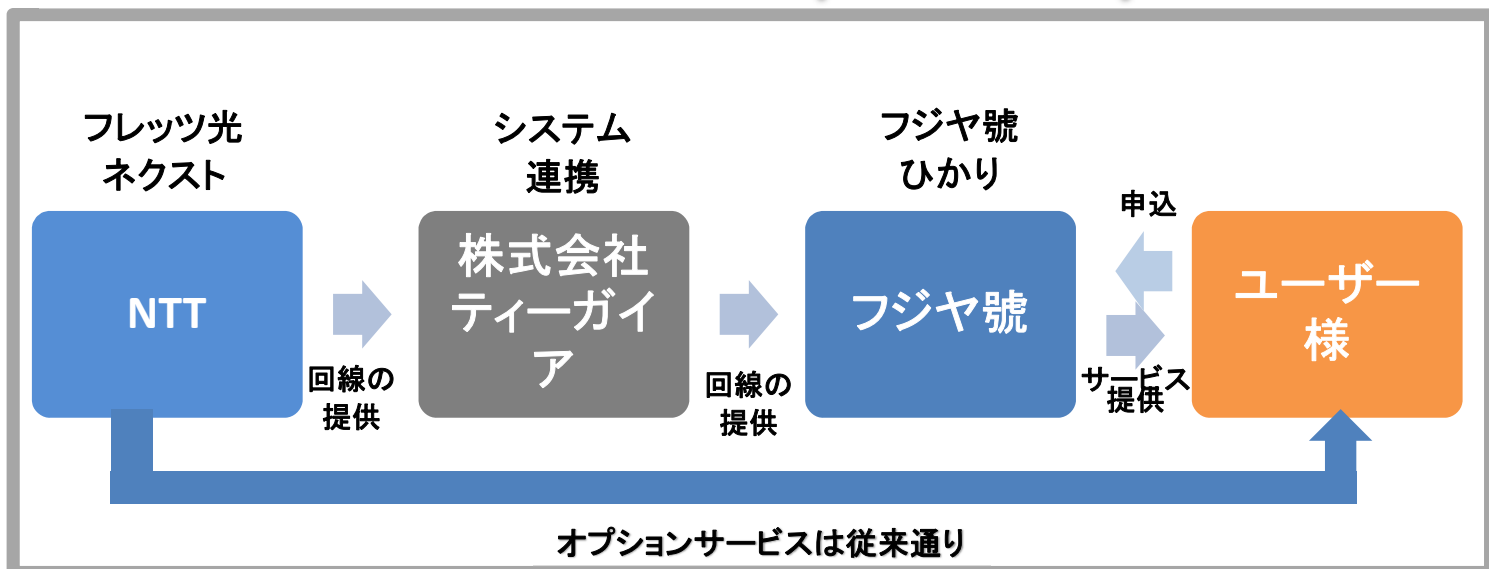 フレッツ光
ネクスト
システム
連携
フジヤ號
ひかり
NTT
株式会社
ティーガイ
ア
フジヤ號
ユーザー
様
申込
回線の
提供
回線の
提供
サービス
提供
オプションサービスは従来通り